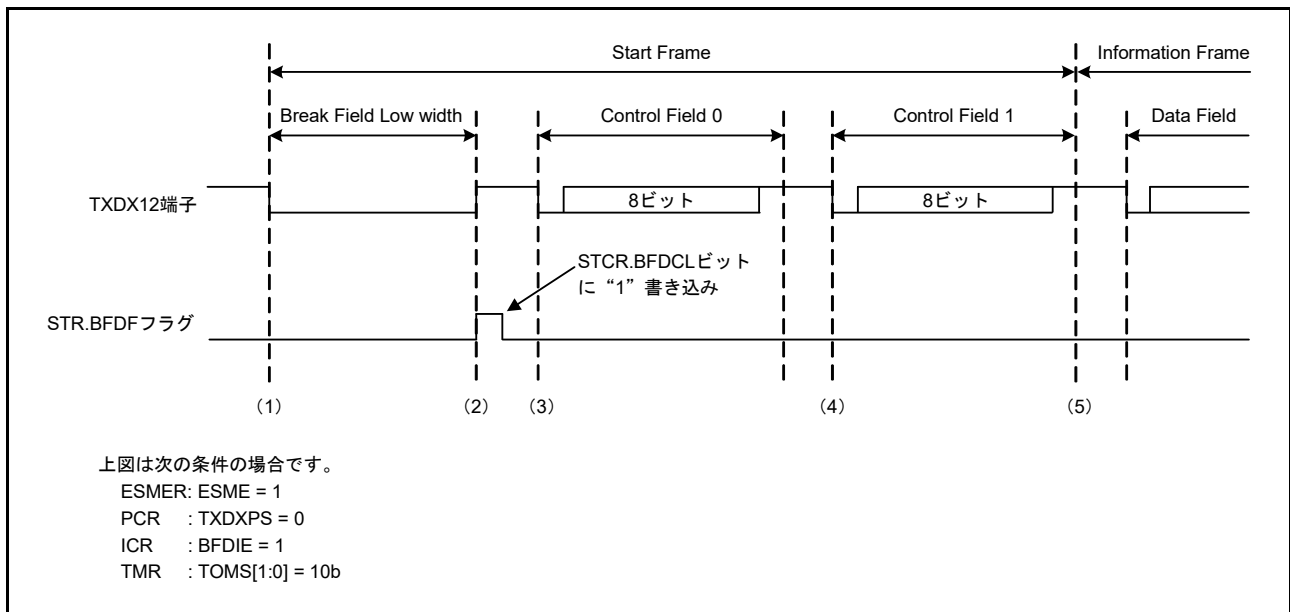 Start Frame
Information Frame
Break Field Low width
Control Field 0
Control Field 1
Data Field
TXDX12端子
8ビット
8ビット
STCR.BFDCLビット
に“1”書き込み
STR.BFDFフラグ
（1）
（2）
（3）
（4）
（5）
上図は次の条件の場合です。
ESMER: ESME = 1
PCR : TXDXPS = 0
ICR : BFDIE = 1
TMR : TOMS[1:0] = 10b